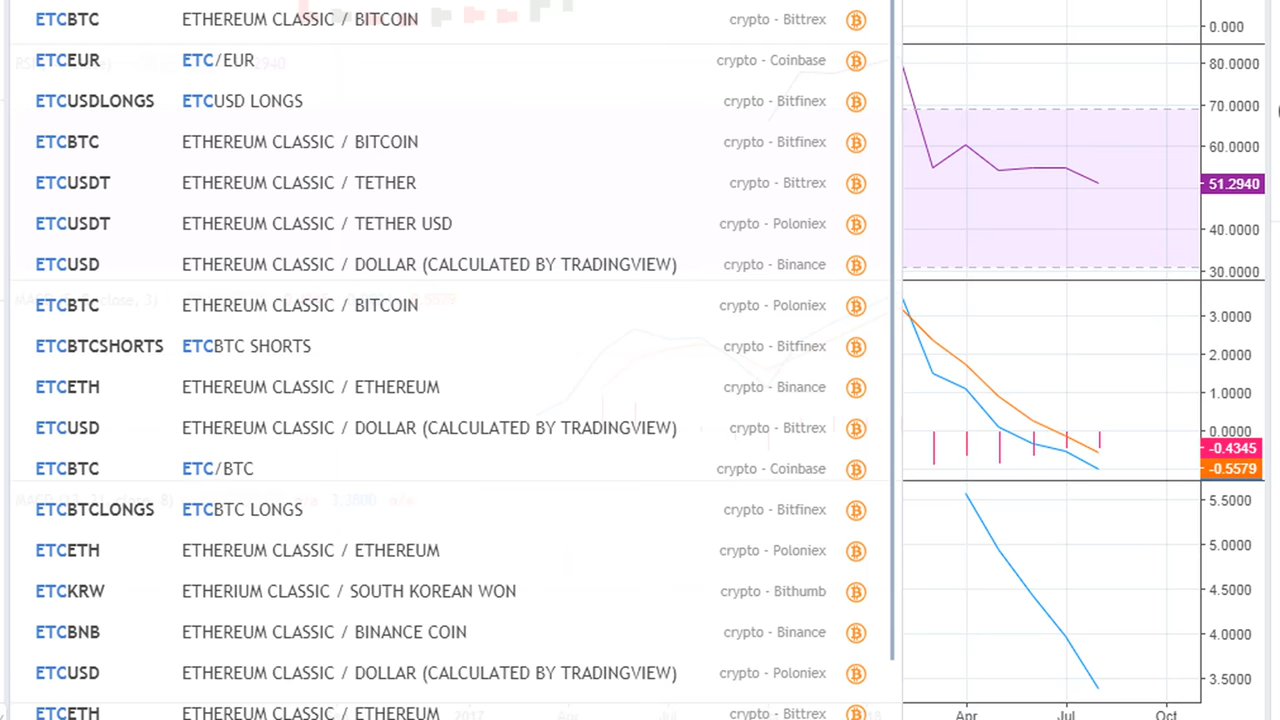 ETCBTC ETHEREUM CLASSIC / BITCOIN crypto - Bittrex
ETCEUR ETC/EUR crypto - Coinbase
ETCUSDLONGS ETCUSD LONGS crypto - Bitfinex
ETCBTC ETHEREUM CLASSIC / BITCOIN crypto - Bitfinex
ETCUSDT ETHEREUM CLASSIC / TETHER crypto - Bittrex
ETCUSDT ETHEREUM CLASSIC / TETHER USD crypto - Poloniex
ETCUSD ETHEREUM CLASSIC / DOLLAR (CALCULATED BY TRADINGVIEW) crypto - Binance
ETCBTC ETHEREUM CLASSIC / BITCOIN crypto - Poloniex
ETCBTCSHORTS ETCBTC SHORTS crypto - Bitfinex
ETCETH ETHEREUM CLASSIC / ETHEREUM crypto - Binance
ETCUSD ETHEREUM CLASSIC / DOLLAR (CALCULATED BY TRADINGVIEW) crypto - Bittrex
ETCBTC ETC/BTC crypto - Coinbase
ETCBTCLONGS ETCBTC LONGS crypto - Bitfinex
ETCETH ETHEREUM CLASSIC / ETHEREUM crypto - Poloniex
ETCKRW ETHERIUM CLASSIC / SOUTH KOREAN WON crypto - Bithumb
ETCBNB ETHEREUM CLASSIC / BINANCE COIN crypto - Binance
ETCUSD ETHEREUM CLASSIC / DOLLAR (CALCULATED BY TRADINGVIEW) crypto - Poloniex
ETCETH ETHEREUM CLASSIC / ETHEREUM crypto - Bittrex
0.000
80.0000
70.0000
60.0000
51.2940
40.0000
30.0000
3.0000
2.0000
1.0000
0.0000
-0.4345
-0.5579
5.5000
5.0000
4.5000
4.0000
3.5000
2017 Apr Jul Oct